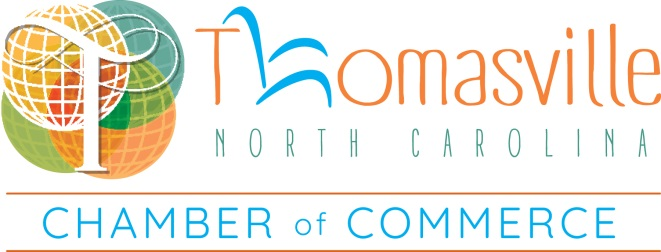 T
Thomasville
NORTH CAROLINA
CHAMBER of COMMERCE